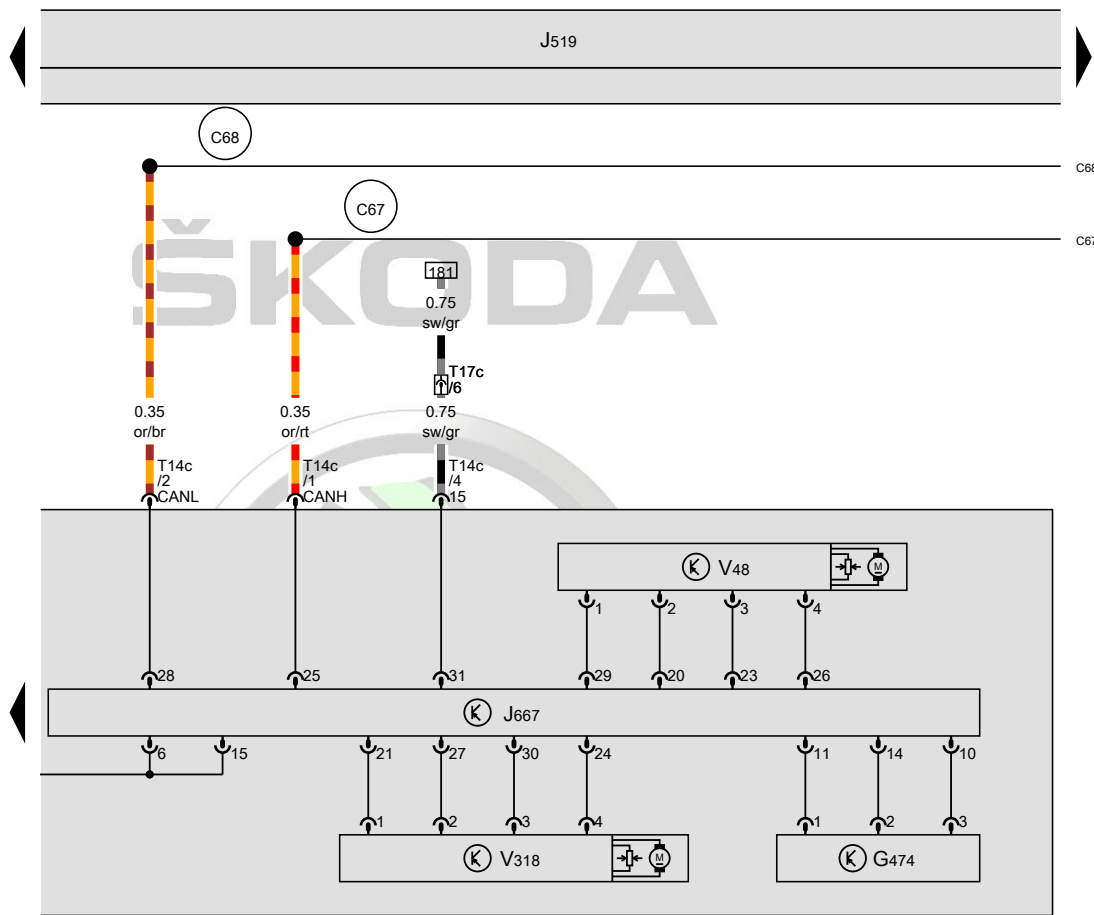 J519
C68
C68
C67
C67
ŠKODA
181
0.75
sw/gr
T17c
/6
0.35
or/br
0.35
or/rt
0.75
sw/gr
T14c
/2
CANL
T14c
/1
CANH
T14c
/4
15
V48
M
1 2 3 4
28 25 31 29 20 23 26
J667
6 15 21 27 30 24 11 14 10
1 2 3 4 1 2 3
V318
M
G474